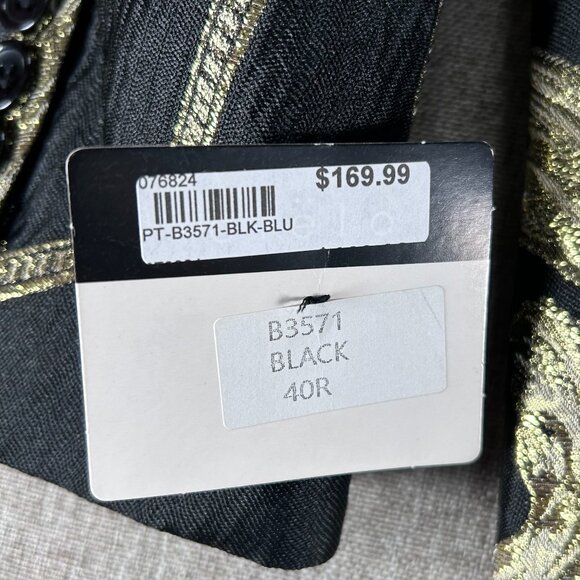 076824
$169.99
PT-B3571-BLK-BLU
B3571
BLACK
40R